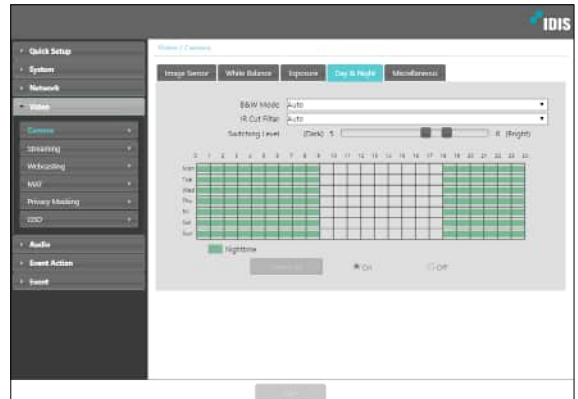 IDIS
Quick Setup
System
Network
Video
Camera
Streaming
Webcasting
MAT
Privacy Masking
OSD
Audio
Event Action
Event
Video / Camera
Image Sensor White Balance Exposure Day & Night Miscellaneous
B&W Mode Auto
IR Cut Filter Auto
Switching Level (Dark) 5 8 (Bright)
0 1 2 3 4 5 6 7 8 9 10 11 12 13 14 15 16 17 18 19 20 21 22 23
Mon
Tue
Wed
Thu
Fri
Sat
Sun
Nighttime
On Off